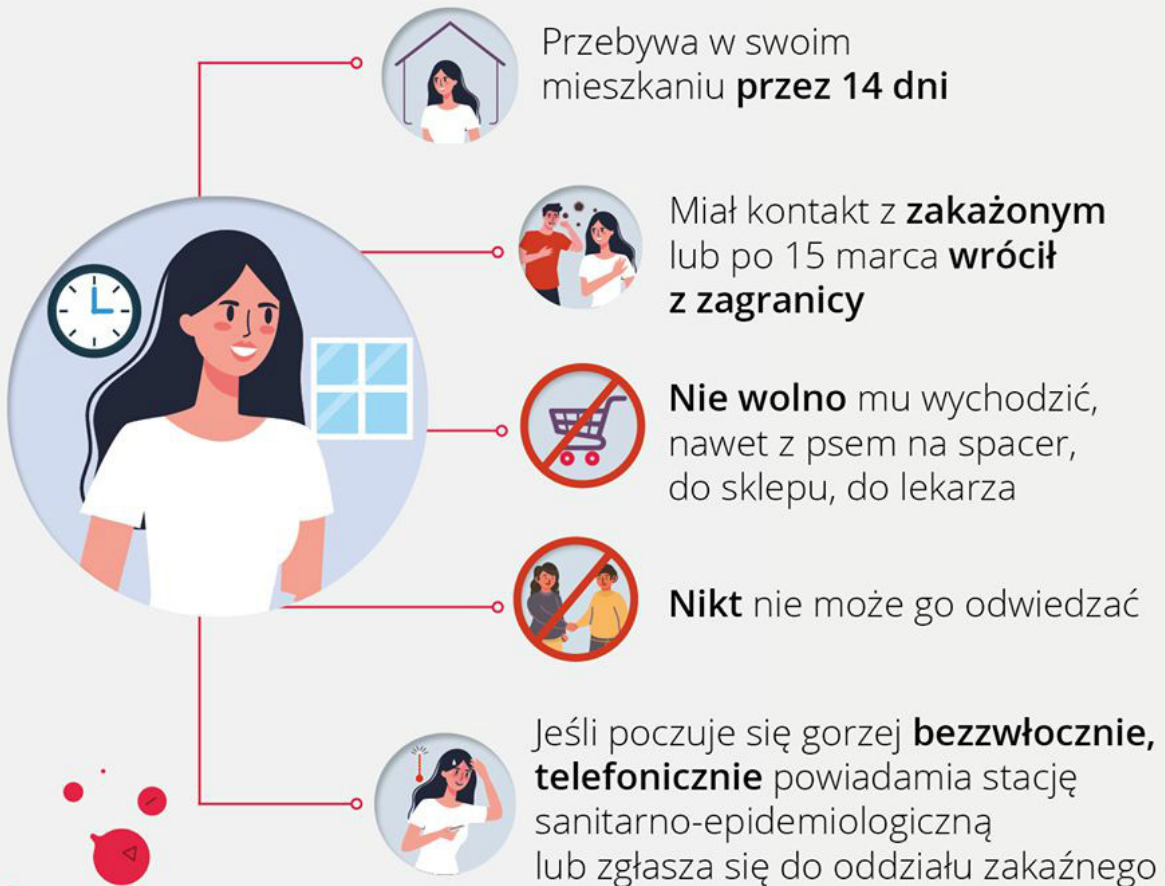 Przebywa w swoim
mieszkaniu przez 14 dni
Miał kontakt z zakażonym
lub po 15 marca wrócił
z zagranicy
Nie wolno mu wychodzić,
nawet z psem na spacer,
do sklepu, do lekarza
Nikt nie może go odwiedzać
Jeśli poczuje się gorzej bezzwłocznie,
telefonicznie powiadamia stację
sanitarno-epidemiologiczną
lub zgłasza się do oddziału zakaźnego